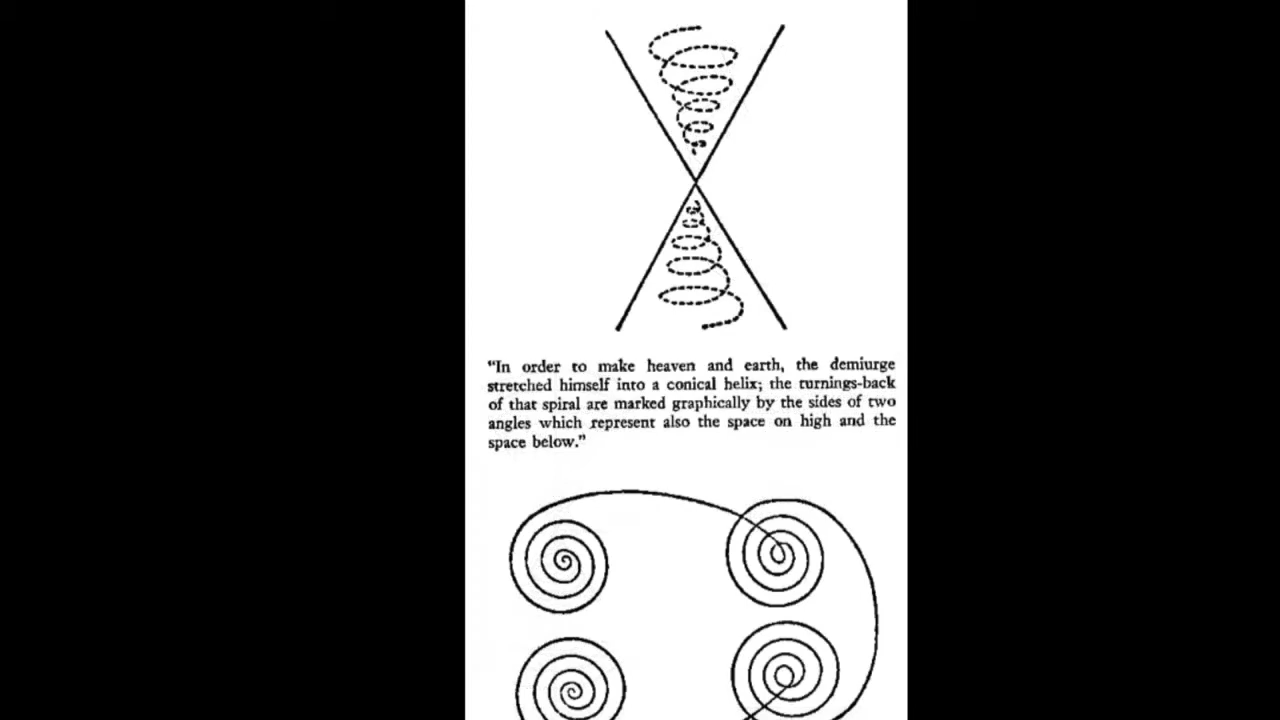 "In order to make heaven and earth, the demiurge
stretched himself into a conical helix; the turnings-back
of that spiral are marked graphically by the sides of two
angles which represent also the space on high and the
space below."